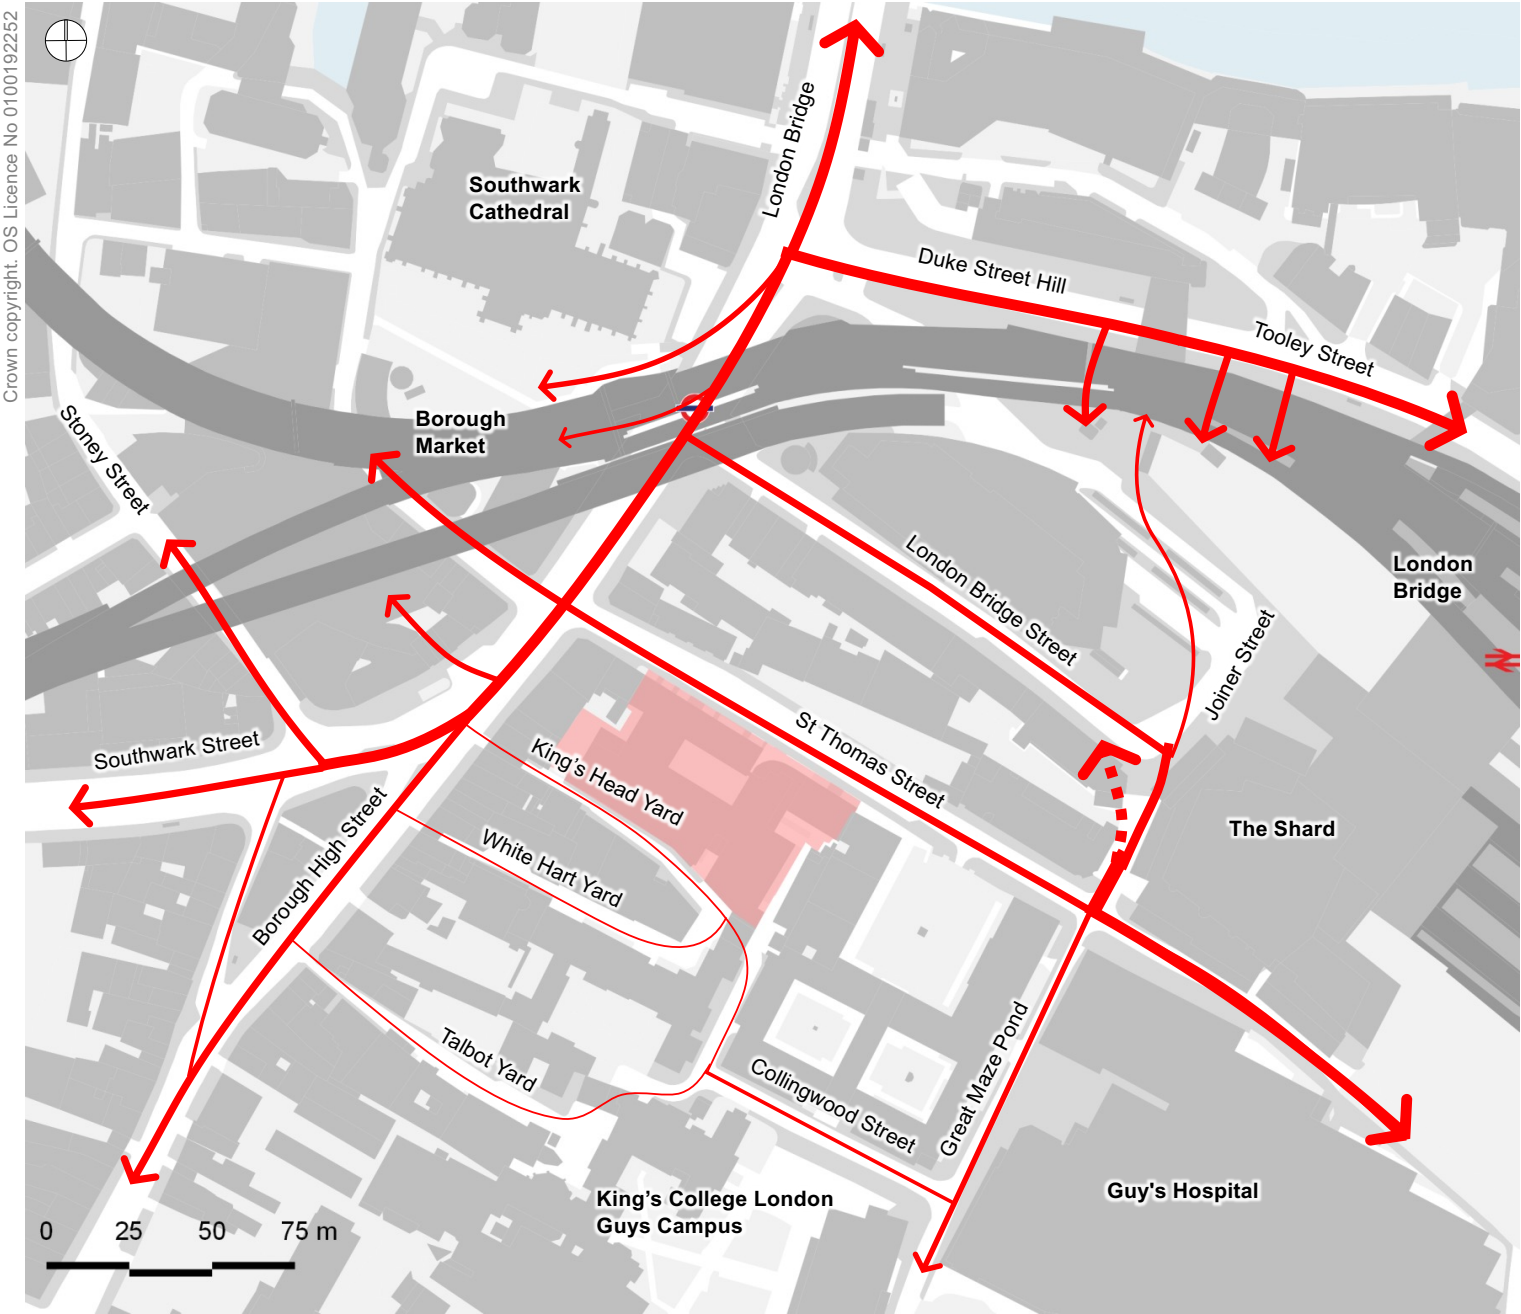 Crown copyright. OS Licence No 0100192252
London Bridge
Southwark
Cathedral
Duke Street Hill
Tooley Street
Borough
Market
Stoney Street
London Bridge Street
London
Bridge
Joiner Street
Southwark Street
St Thomas Street
King's Head Yard
The Shard
Borough High Street
White Hart Yard
Talbot Yard
Collingwood Street
Great Maze Pond
King's College London
Guys Campus
Guy's Hospital
0 25 50 75 m